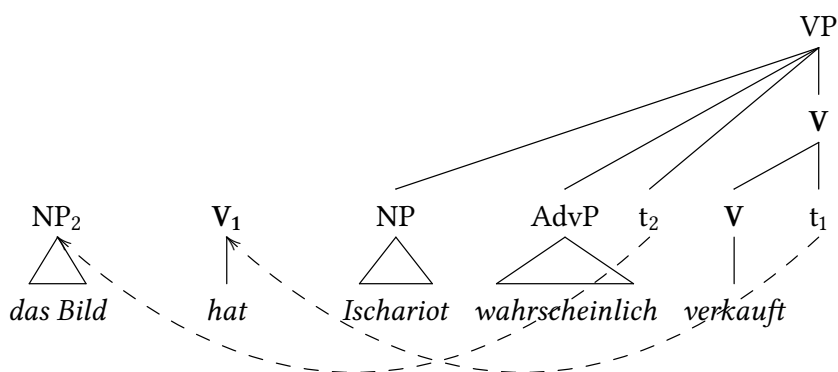 VP
V
NP₂ V₁ NP AdvP t₂ V t₁
das Bild hat Ischariot wahrscheinlich verkauft